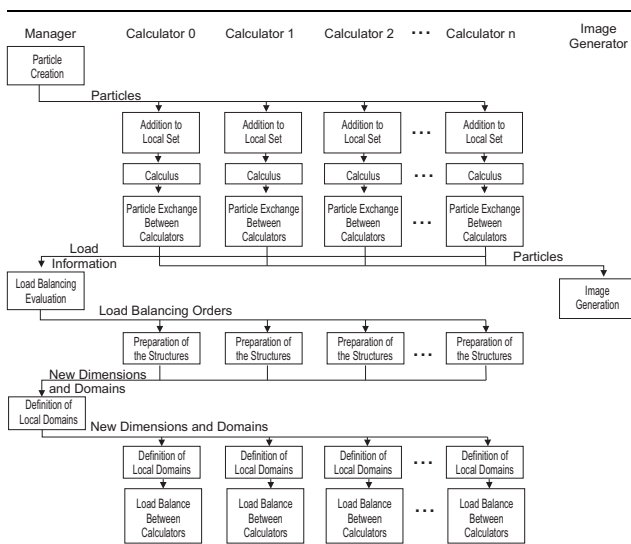 Manager Calculator 0 Calculator 1 Calculator 2 ... Calculator n Image
Generator
Particle
Creation
Particles
Addition to
Local Set
Addition to
Local Set
Addition to
Local Set
...
Addition to
Local Set
Calculus
Calculus
Calculus
...
Calculus
Particle Exchange
Between
Calculators
Particle Exchange
Between
Calculators
Particle Exchange
Between
Calculators
...
Particle Exchange
Between
Calculators
Load
Information
Particles
Load Balancing
Evaluation
Image
Generation
Load Balancing Orders
Preparation of
the Structures
Preparation of
the Structures
Preparation of
the Structures
...
Preparation of
the Structures
New Dimensions
and Domains
Definition of
Local Domains
New Dimensions and Domains
Definition of
Local Domains
Definition of
Local Domains
Definition of
Local Domains
...
Definition of
Local Domains
Load Balance
Between
Calculators
Load Balance
Between
Calculators
Load Balance
Between
Calculators
...
Load Balance
Between
Calculators